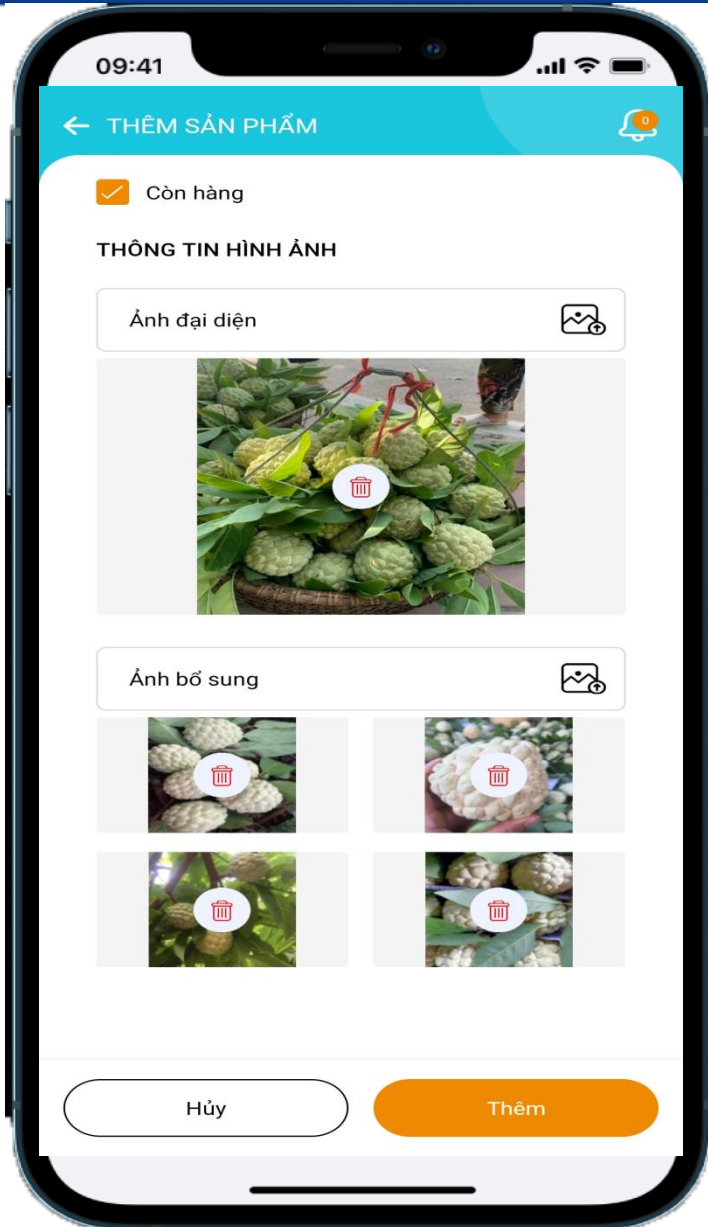 09:41
THÊM SẢN PHẨM
0
Còn hàng
THÔNG TIN HÌNH ẢNH
Ảnh đại diện
Ảnh bổ sung
Hủy
Thêm